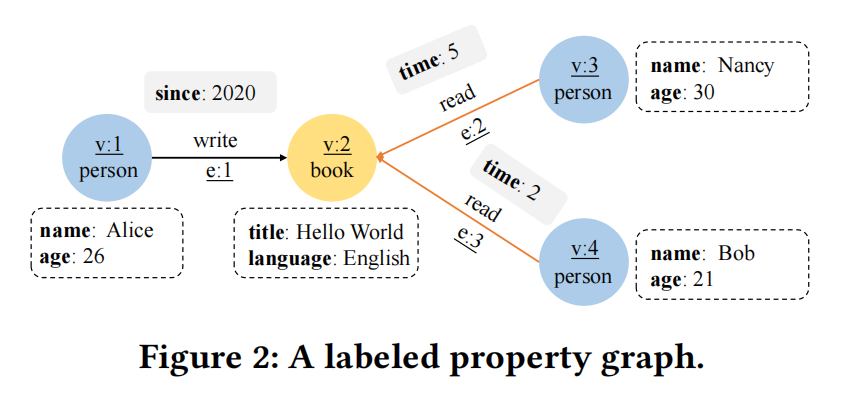 since: 2020
v:1
person
write
e:1
v:2
book
name: Alice
age: 26
title: Hello World
language: English
time: 5
read
e:2
v:3
person
name: Nancy
age: 30
time: 2
read
e:3
v:4
person
name: Bob
age: 21
Figure 2: A labeled property graph.